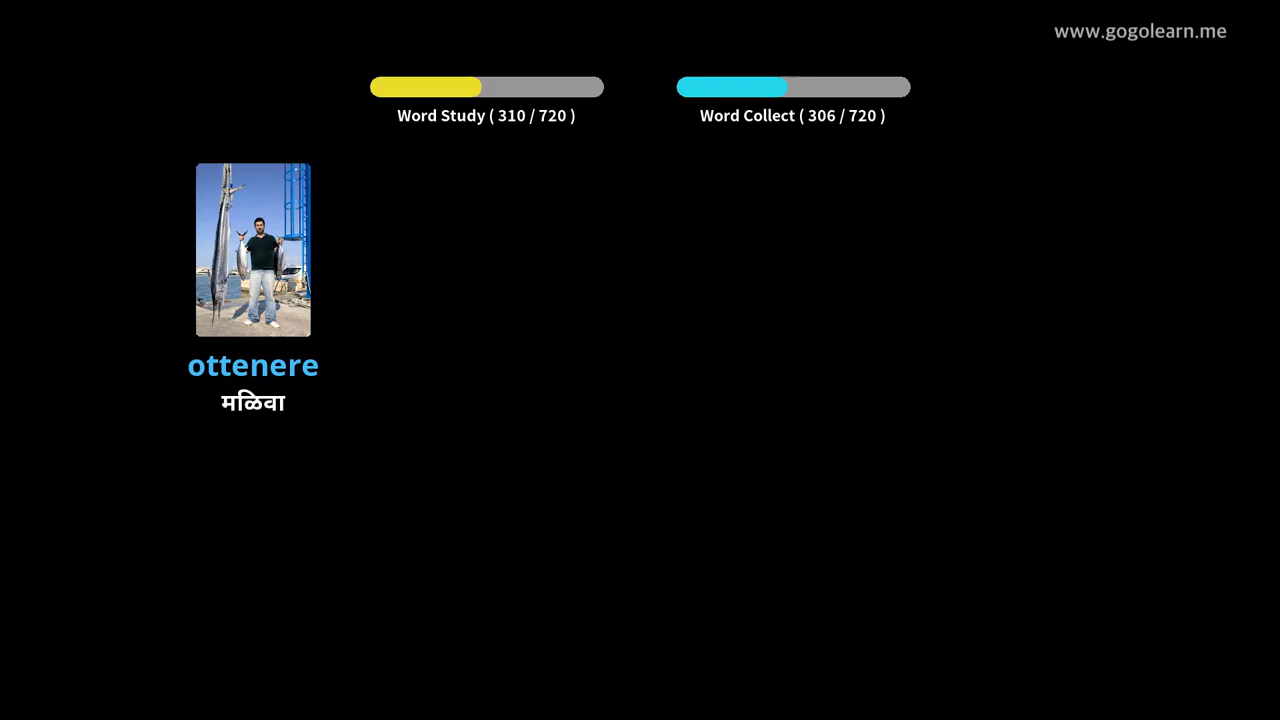 www.gogolearn.me
Word Study ( 310 / 720 )
Word Collect ( 306 / 720 )
ottenere
मळिवा